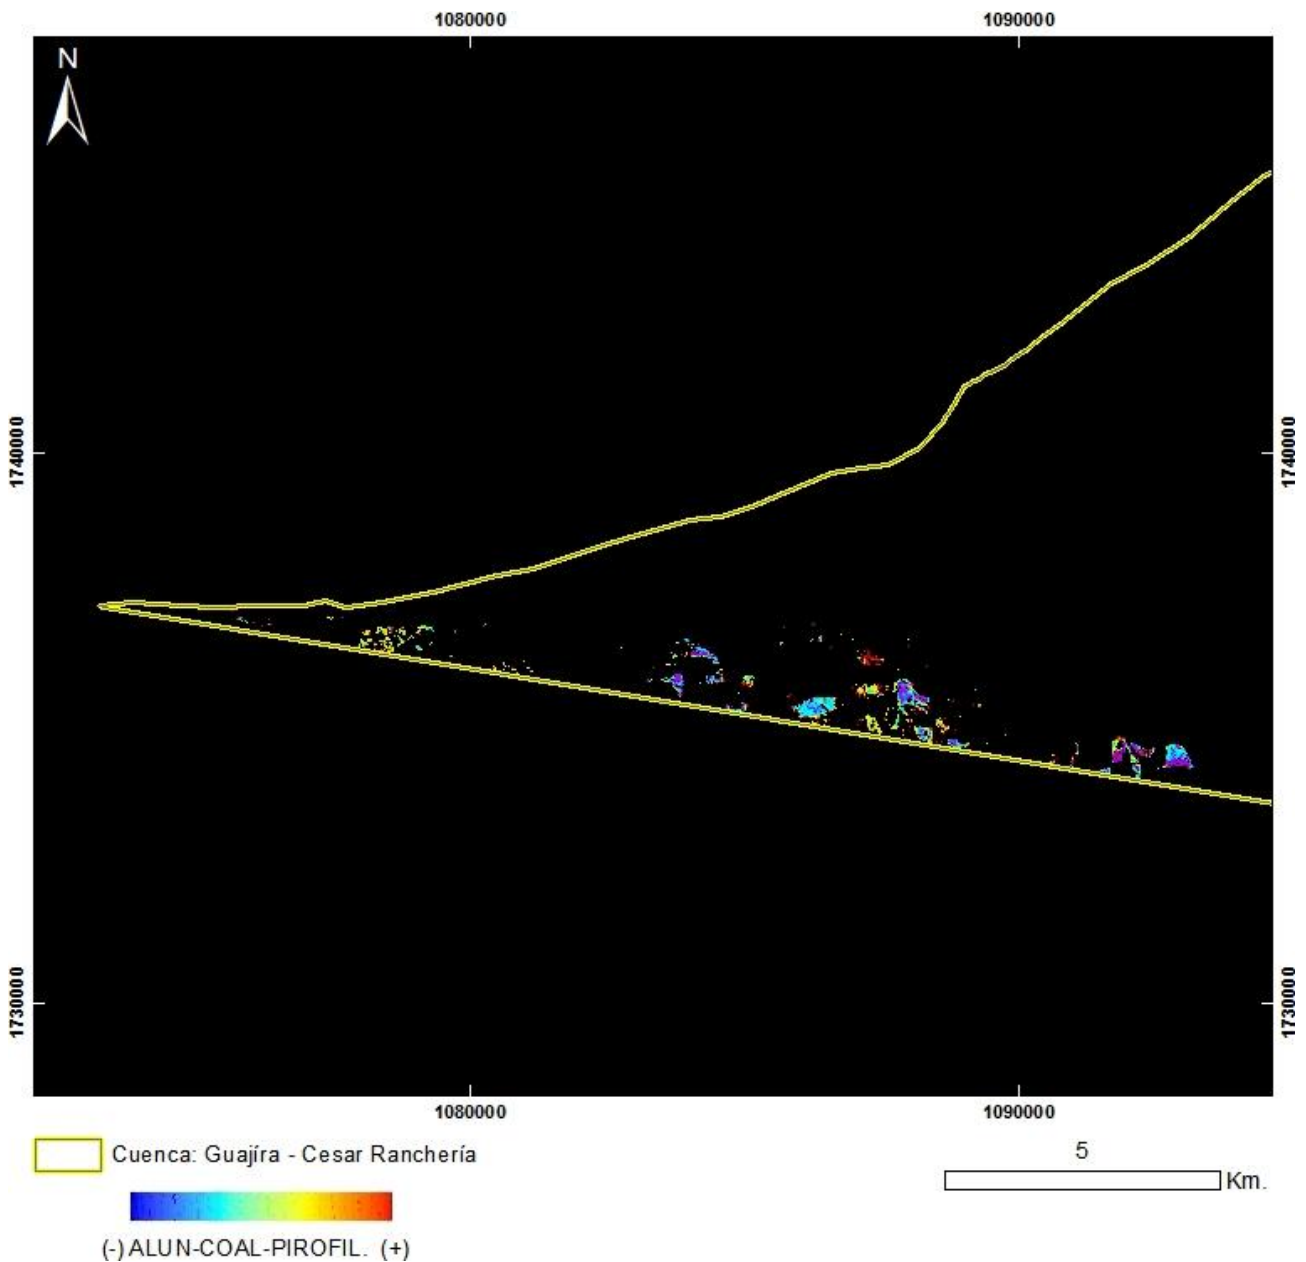 1080000 1090000
N
1740000 1740000
1730000 1730000
1080000 1090000
Cuenca: Guajíra - Cesar Ranchería
5
Km.
(-) ALUN-COAL-PIROFIL. (+)